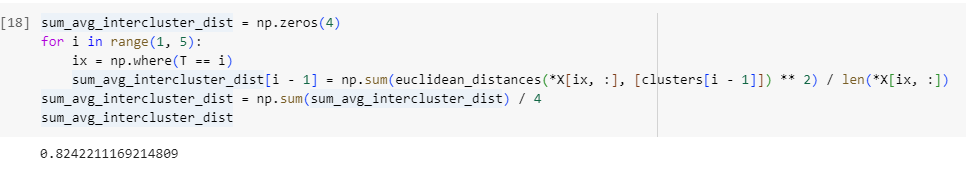 [18] sum_avg_intercluster_dist = np.zeros(4)
for i in range(1, 5):
    ix = np.where(T == i)
    sum_avg_intercluster_dist[i - 1] = np.sum(euclidean_distances(*X[ix, :], [clusters[i - 1]]) ** 2) / len(*X[ix, :])
sum_avg_intercluster_dist = np.sum(sum_avg_intercluster_dist) / 4
sum_avg_intercluster_dist
0.8242211169214809